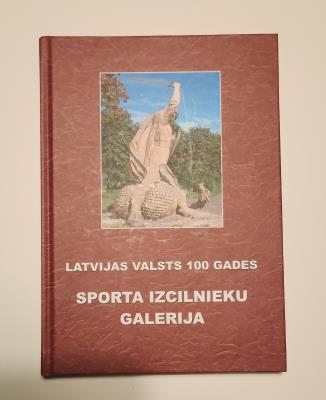 LATVIJAS VALSTS 100 GADES
SPORTA IZCILNIEKU
GALERIJA